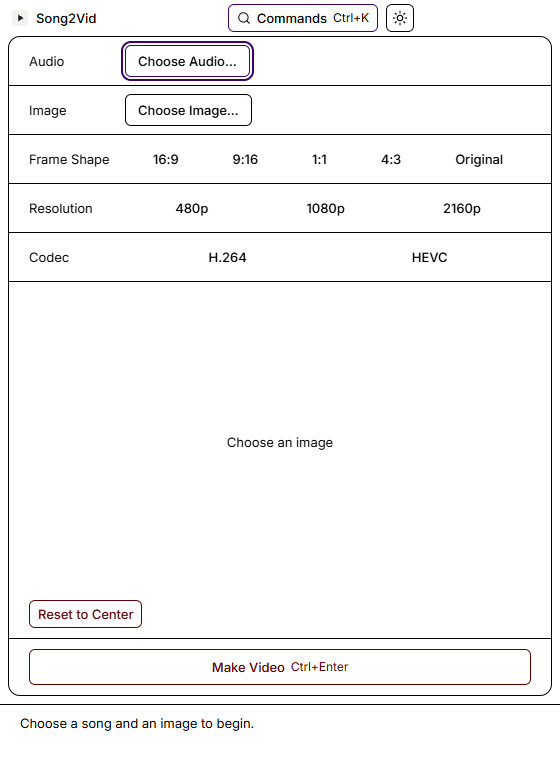 Song2Vid
Commands Ctrl+K
Audio Choose Audio...
Image Choose Image...
Frame Shape 16:9 9:16 1:1 4:3 Original
Resolution 480p 1080p 2160p
Codec H.264 HEVC
Choose an image
Reset to Center
Make Video Ctrl+Enter
Choose a song and an image to begin.